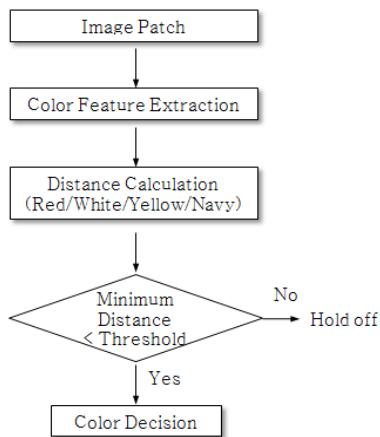 Image Patch
Color Feature Extraction
Distance Calculation
(Red/White/Yellow/Navy)
Minimum
Distance
< Threshold
No
Hold off
Yes
Color Decision